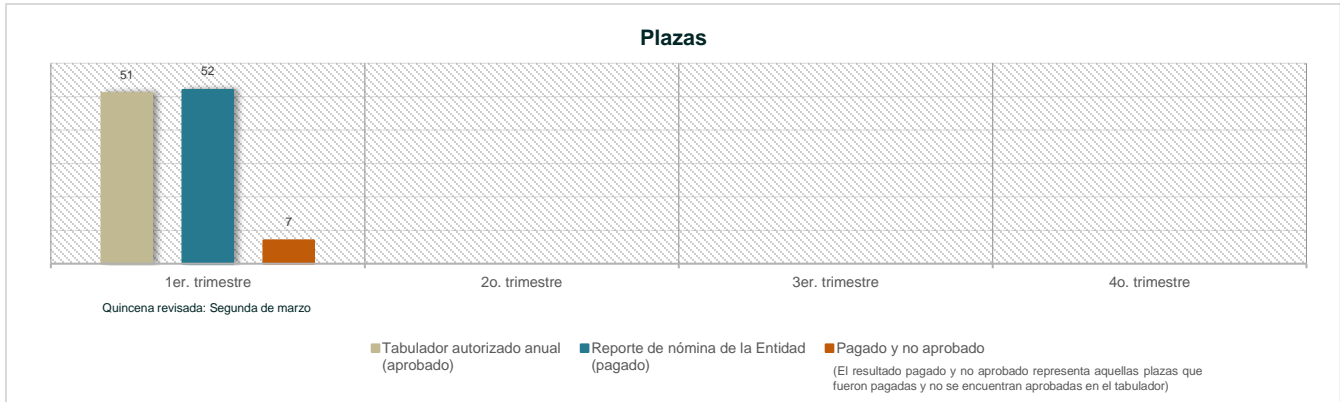 Plazas
51
52
7
1er. trimestre
2o. trimestre
3er. trimestre
4o. trimestre
Quincena revisada: Segunda de marzo
Tabulador autorizado anual
(aprobado)
Reporte de nómina de la Entidad
(pagado)
Pagado y no aprobado
(El resultado pagado y no aprobado representa aquellas plazas que
fueron pagadas y no se encuentran aprobadas en el tabulador)